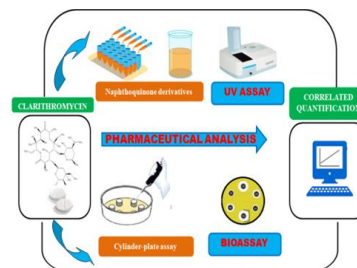 Naphthoquinone derivatives
UV ASSAY
CLARITHROMYCIN
CORRELATED
QUANTIFICATION
PHARMACEUTICAL ANALYSIS
Cylinder-plate assay
BIOASSAY